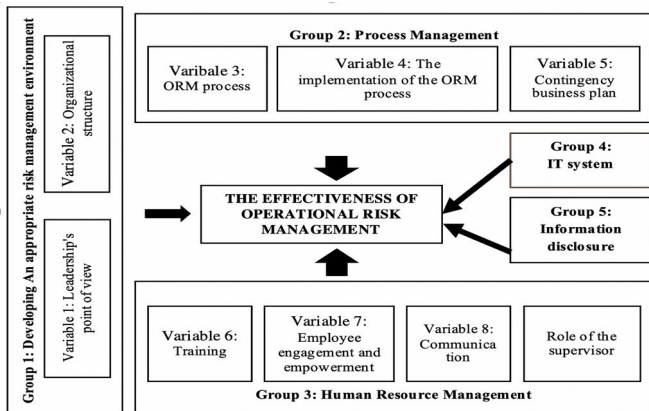 Group 1: Developing An appropriate risk management environment
Variable 2: Organizational
structure
Variable 1: Leadership's
point of view
Group 2: Process Management
Varibale 3:
ORM process
Variable 4: The
implementation of the ORM
process
Variable 5:
Contingency
business plan
Group 4:
IT system
THE EFFECTIVENESS OF
OPERATIONAL RISK
MANAGEMENT
Group 5:
Information
disclosure
Variable 6:
Training
Variable 7:
Employee
engagement and
empowerment
Variable 8:
Communica
tion
Role of the
supervisor
Group 3: Human Resource Management